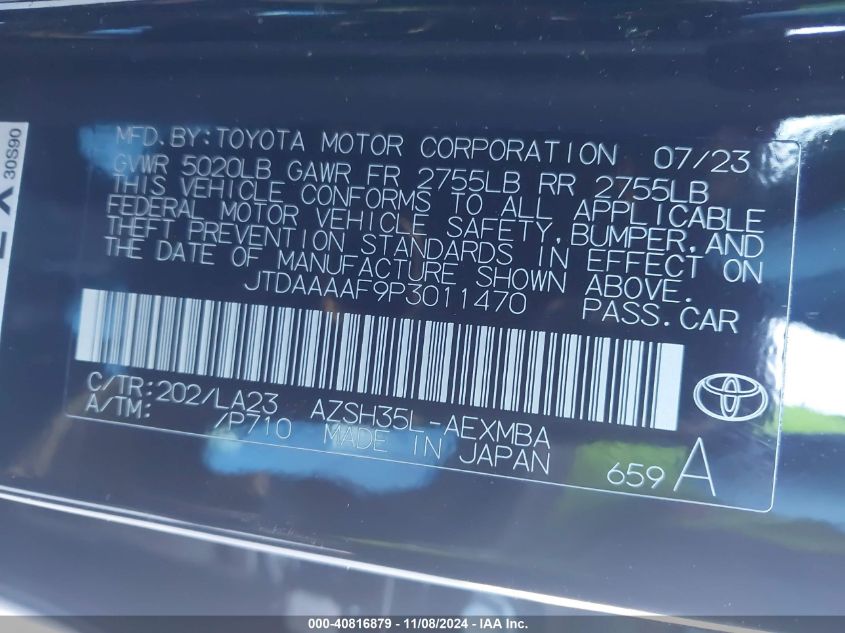 MFD. BY: TOYOTA MOTOR CORPORATION 07/23
GVWR 5020LB GAWR FR 2755LB RR 2755LB
THIS VEHICLE CONFORMS TO ALL APPLICABLE
FEDERAL MOTOR VEHICLE SAFETY, BUMPER, AND
THEFT PREVENTION STANDARDS IN EFFECT ON
THE DATE OF MANUFACTURE SHOWN ABOVE.
JTDAAAAF9P3011470 PASS. CAR
C/TR: 202/LA23 AZSH35L-AEXMBA
A/TM: /P710 MADE IN JAPAN
659 A
30S90
000-40816879 - 11/08/2024 - IAA Inc.